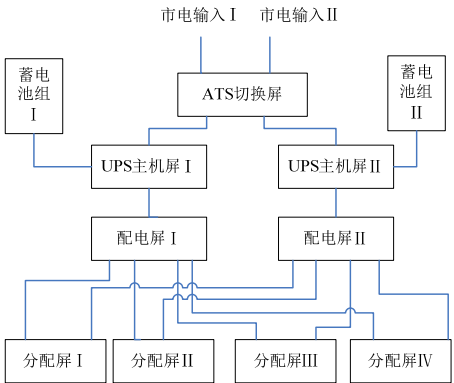 市电输入Ⅰ
市电输入Ⅱ
蓄电
池组
Ⅰ
ATS切换屏
蓄电
池组
Ⅱ
UPS主机屏Ⅰ
UPS主机屏Ⅱ
配电屏Ⅰ
配电屏Ⅱ
分配屏Ⅰ
分配屏Ⅱ
分配屏Ⅲ
分配屏Ⅳ